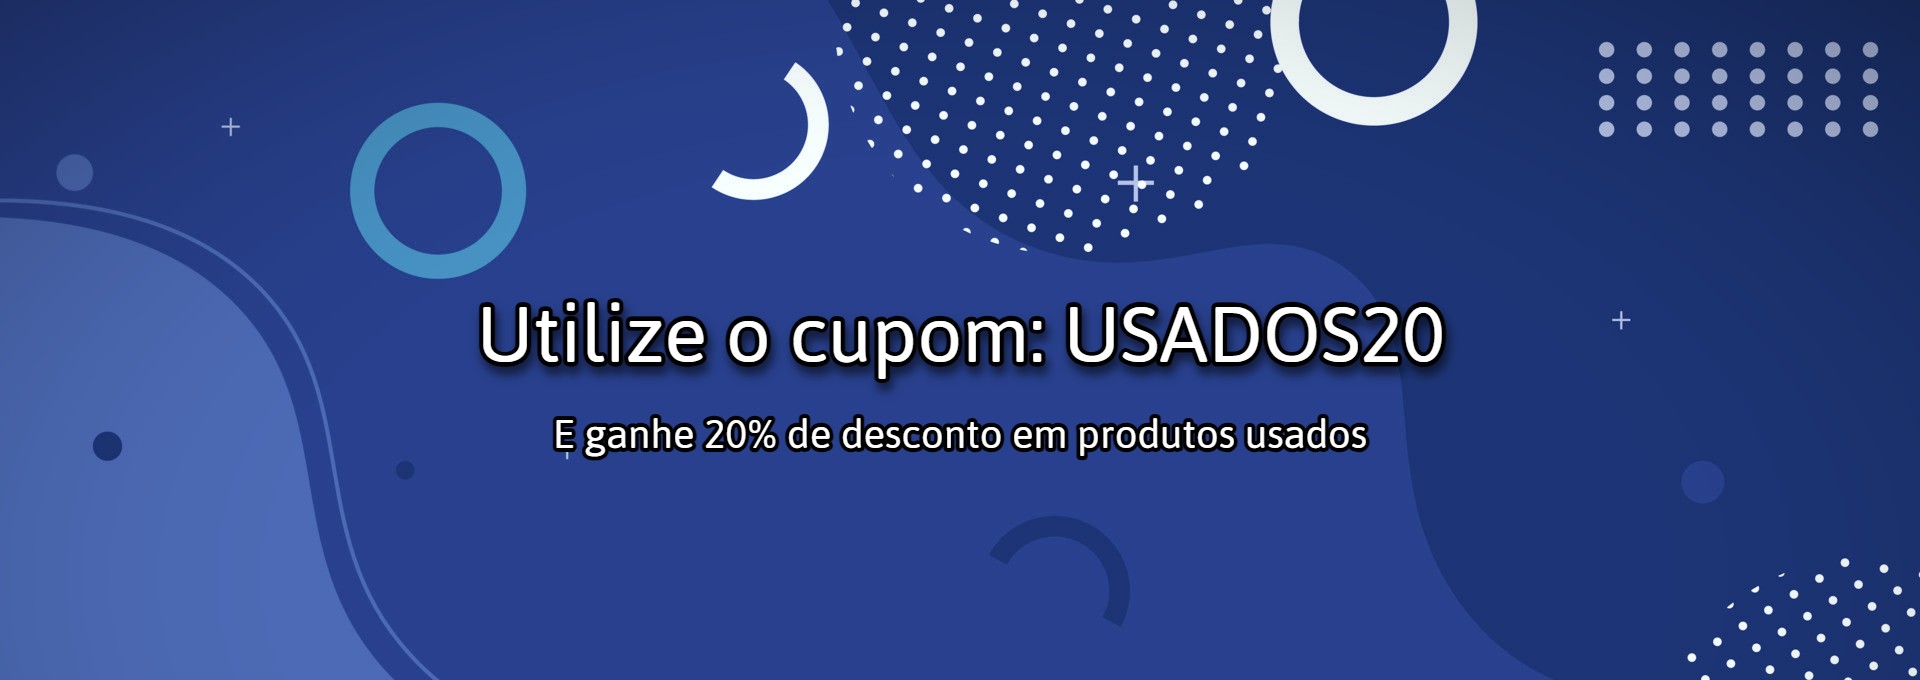 Utilize o cupom: USADOS20
E ganhe 20% de desconto em produtos usados